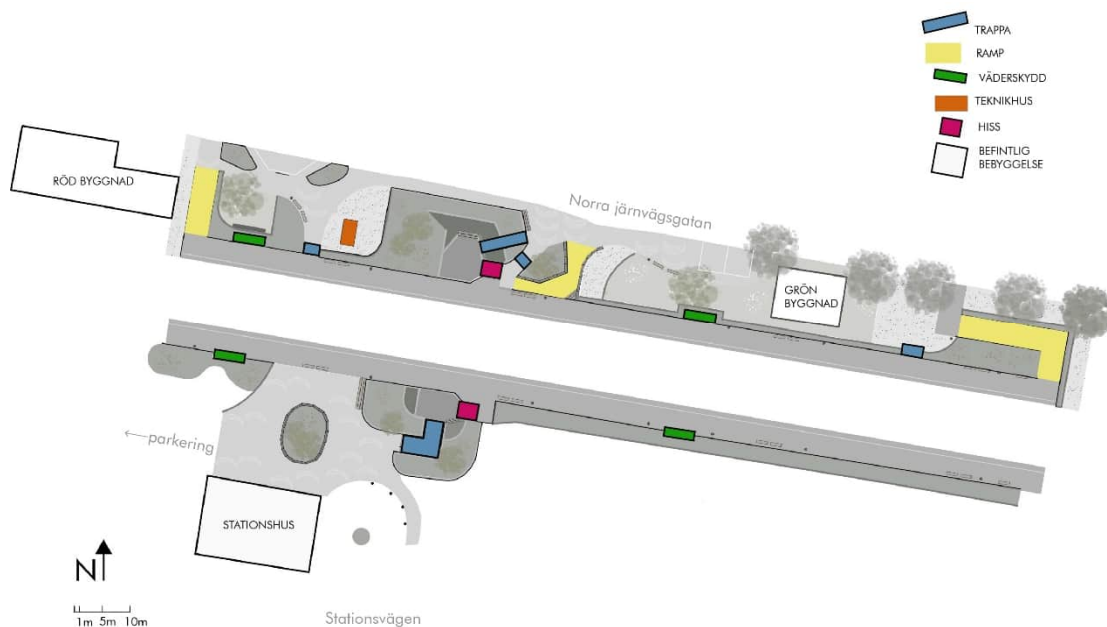 TRAPPA
RAMP
VÄDERSKYDD
TEKNIKHUS
HISS
BEFINTLIG
BEBYGGELSE
RÖD BYGGNAD
Norra järnvägsgatan
GRÖN
BYGGNAD
←parkering
STATIONSHUS
N
1m 5m 10m
Stationsvägen